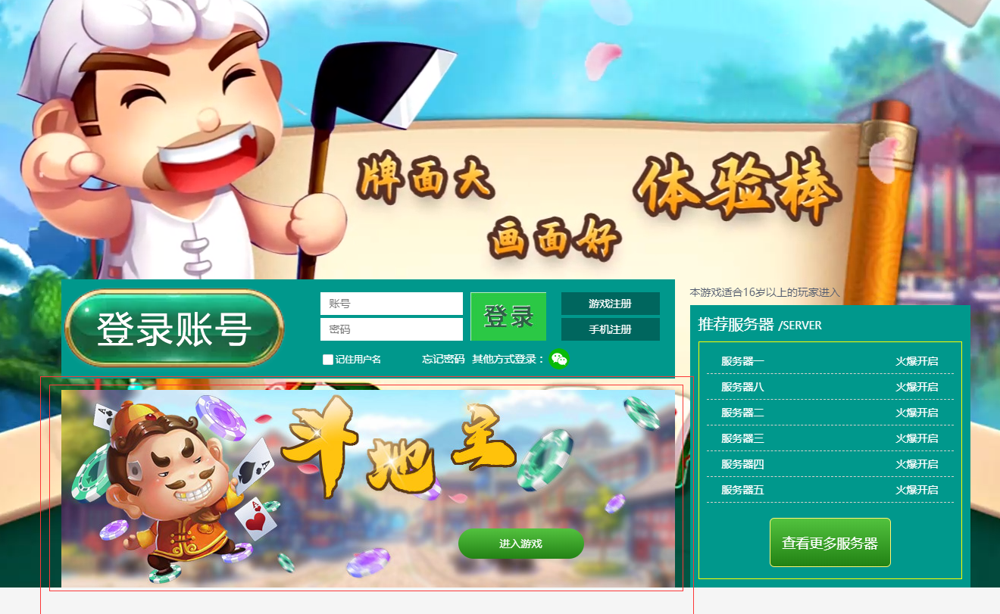 牌面大
体验棒
画面好
登录账号
账号
密码
登录
游戏注册
手机注册
记住用户名
忘记密码
其他方式登录：
本游戏适合16岁以上的玩家进入
推荐服务器 /SERVER
服务器一 火爆开启
服务器八 火爆开启
服务器二 火爆开启
服务器三 火爆开启
服务器四 火爆开启
服务器五 火爆开启
查看更多服务器
斗地主
A
A
A
进入游戏